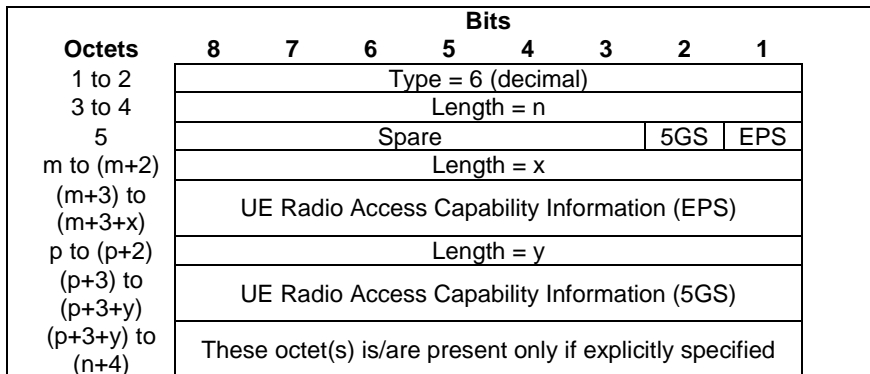 Bits
Octets 8 7 6 5 4 3 2 1
1 to 2 Type = 6 (decimal)
3 to 4 Length = n
5 Spare 5GS EPS
m to (m+2) Length = x
(m+3) to
(m+3+x) UE Radio Access Capability Information (EPS)
p to (p+2) Length = y
(p+3) to
(p+3+y) UE Radio Access Capability Information (5GS)
(p+3+y) to
(n+4) These octet(s) is/are present only if explicitly specified